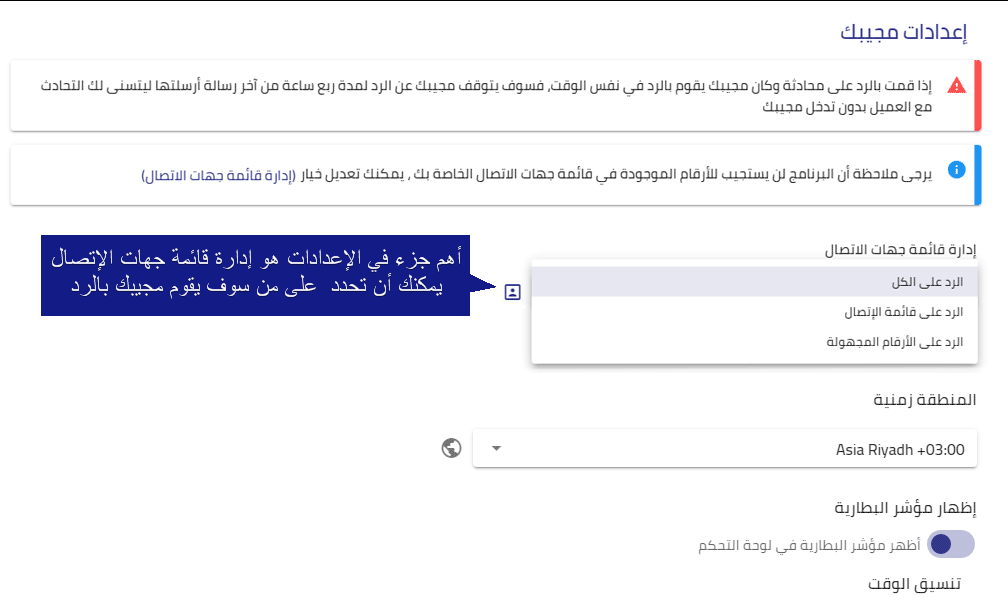 إعدادات مجيبك
إذا قمت بالرد على محادثة وكان مجيبك يقوم بالرد في نفس الوقت, فسوف يتوقف مجيبك عن الرد لمدة ربع ساعة من آخر رسالة أرسلتها ليتسنى لك التحادث
مع العميل بدون تدخل مجيبك
يرجى ملاحظة أن البرنامج لن يستجيب للأرقام الموجودة في قائمة جهات الاتصال الخاصة بك , يمكنك تعديل خيار (إدارة قائمة جهات الاتصال)
إدارة قائمة جهات الاتصال
أهم جزء في الإعدادات هو إدارة قائمة جهات الإتصال
يمكنك أن تحدد على من سوف يقوم مجيبك بالرد
الرد على الكل
الرد على قائمة الإتصال
الرد على الأرقام المجهولة
المنطقة زمنية
Asia Riyadh +03:00
إظهار مؤشر البطارية
أظهر مؤشر البطارية في لوحة التحكم
تنسيق الوقت